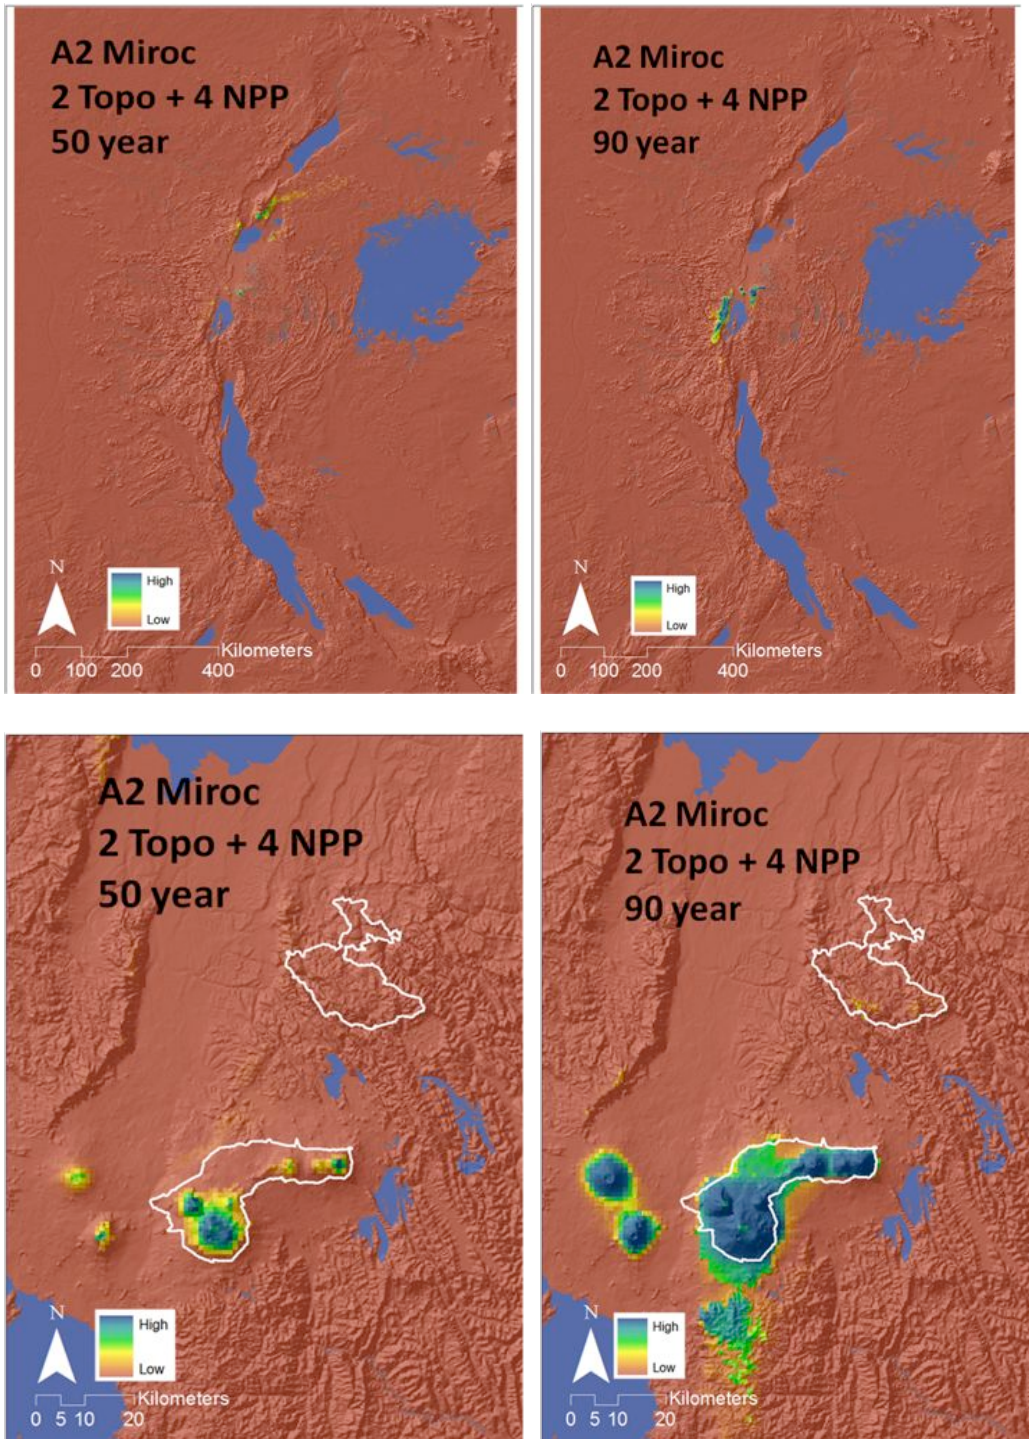 A2 Miroc
2 Topo + 4 NPP
50 year
N
High
Low
Kilometers
0 100 200 400
A2 Miroc
2 Topo + 4 NPP
90 year
N
High
Low
Kilometers
0 100 200 400
A2 Miroc
2 Topo + 4 NPP
50 year
N
High
Low
Kilometers
0 5 10 20
A2 Miroc
2 Topo + 4 NPP
90 year
N
High
Low
Kilometers
0 5 10 20